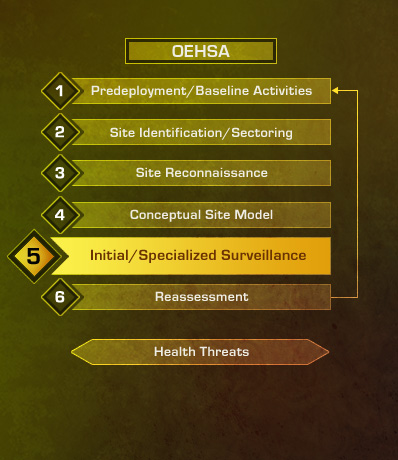 OEHSA
1 Predeployment/Baseline Activities
2 Site Identification/Sectoring
3 Site Reconnaissance
4 Conceptual Site Model
5 Initial/Specialized Surveillance
6 Reassessment
Health Threats